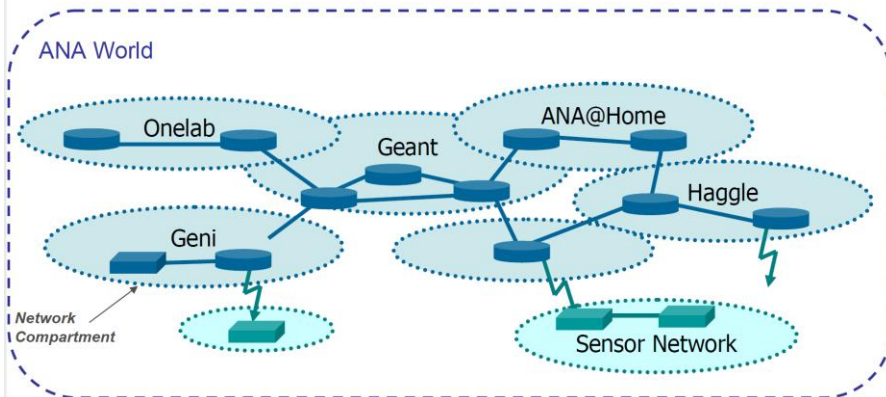 ANA World
Onelab
ANA@Home
Geant
Haggle
Geni
Network
Compartment
Sensor Network